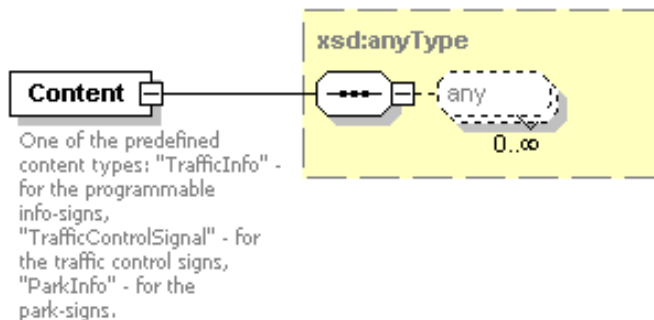 xsd:anyType
Content
any
0..∞
One of the predefined
content types: "TrafficInfo" -
for the programmable
info-signs,
"TrafficControlSignal" - for
the traffic control signs,
"ParkInfo" - for the
park-signs.